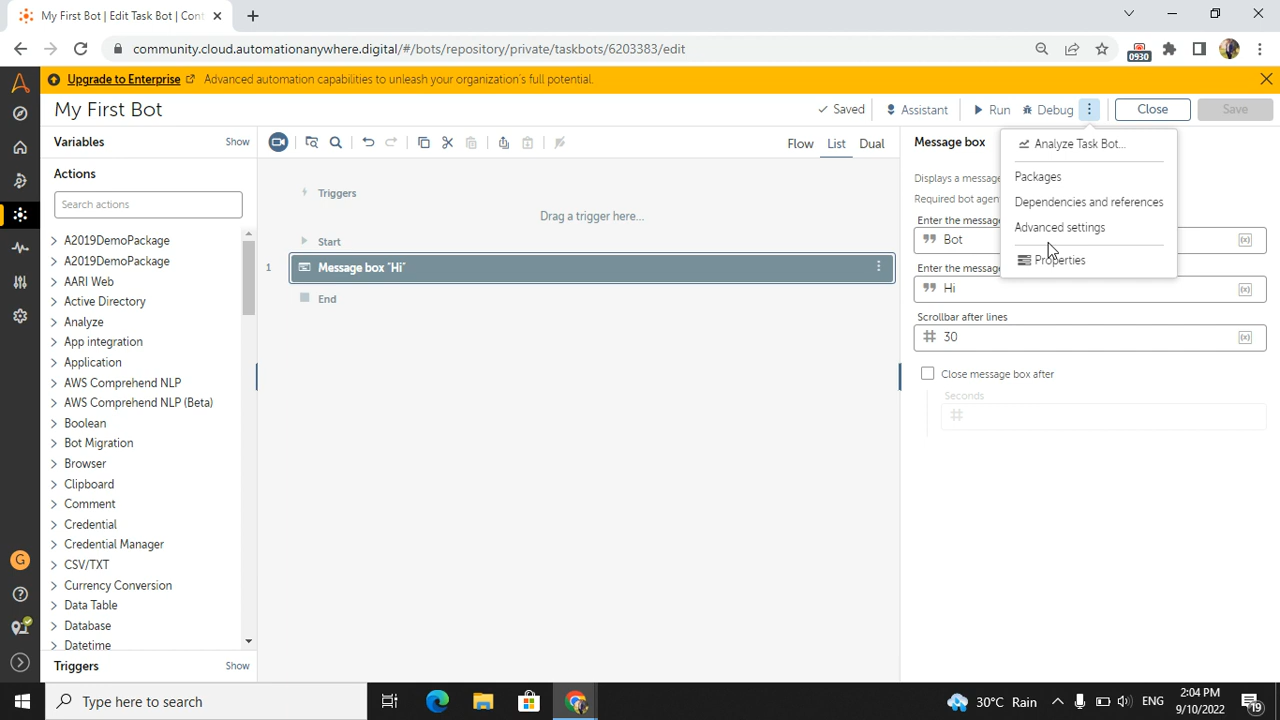 My First Bot | Edit Task Bot | Cont
community.cloud.automationanywhere.digital/#/bots/repository/private/taskbots/6203383/edit
0930
Upgrade to Enterprise Advanced automation capabilities to unleash your organization's full potential.
My First Bot
Saved
Assistant
Run
Debug
Close
Save
Variables
Show
Actions
Search actions
A2019DemoPackage
A2019DemoPackage
AARI Web
Active Directory
Analyze
App integration
Application
AWS Comprehend NLP
AWS Comprehend NLP (Beta)
Boolean
Body Migration
Browser
Clipboard
Comment
Credential
Credential Manager
CSV/TXT
Currency Conversion
Data Table
Database
Datetime
Triggers
Show
Flow
List
Dual
Triggers
Drag a trigger here...
Start
1
Message box "Hi"
End
Message box
Displays a message
Required bot agen
Enter the messag
Bot
Enter the messag
Hi
Scrollbar after lines
30
Close message box after
Seconds
Analyze Task Bot...
Packages
Dependencies and references
Advanced settings
Properties
G
Type here to search
30°C Rain
ENG
2:04 PM
9/10/2022
19